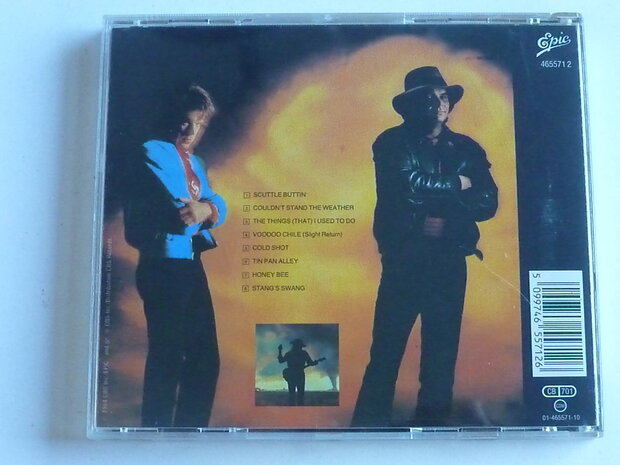 Epic
465571 2
1 SCUTTLE BUTTIN'
2 COULDN'T STAND THE WEATHER
3 THE THINGS (THAT) I USED TO DO
4 VOODOO CHILE (Slight Return)
5 COLD SHOT
6 TIN PAN ALLEY
7 HONEY BEE
8 STANG'S SWANG
5 099746 557126
CB 701
01-465571-10